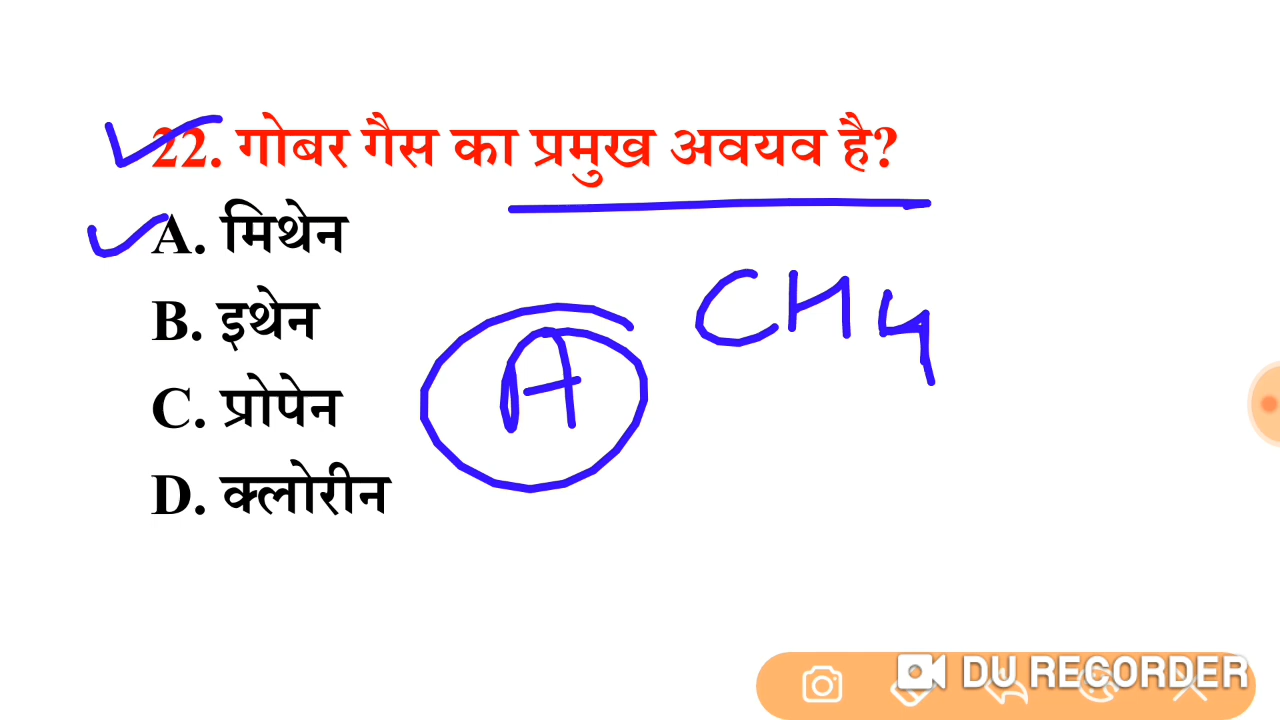 22. गोबर गैस का प्रमुख अवयव है?
A. मिथेन
B. इथेन
C. प्रोपेन
D. क्लोरीन
A
CH4
DU RECORDER